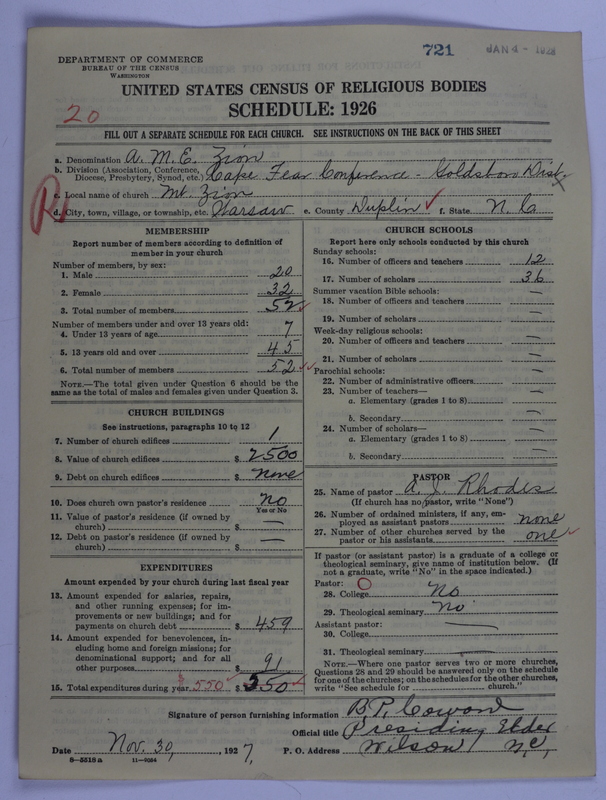 721 JAN 4 - 1928
DEPARTMENT OF COMMERCE
BUREAU OF THE CENSUS
WASHINGTON
UNITED STATES CENSUS OF RELIGIOUS BODIES
SCHEDULE: 1926
20
FILL OUT A SEPARATE SCHEDULE FOR EACH CHURCH. SEE INSTRUCTIONS ON THE BACK OF THIS SHEET
a. Denomination A. M. E. Zion
b. Division (Association, Conference, Diocese, Presbytery, Synod, etc.) Cape Fear Conference - Goldsboro Dist.
c. Local name of church Mt. Zion
d. City, town, village, or township, etc. Warsaw e. County Duplin f. State N. C
MEMBERSHIP
Report number of members according to definition of
member in your church
Number of members, by sex:
1. Male 20
2. Female 32
3. Total number of members 52
Number of members under and over 13 years old:
4. Under 13 years of age 7
5. 13 years old and over 45
6. Total number of members 52
NOTE.—The total given under Question 6 should be the
same as the total of males and females given under Question 3.
CHURCH BUILDINGS
See instructions, paragraphs 10 to 12
7. Number of church edifices 1
8. Value of church edifices $ 2500
9. Debt on church edifices $ None
10. Does church own pastor's residence No
Yes or No
11. Value of pastor's residence (if owned by
church) $ —
12. Debt on pastor's residence (if owned by
church) $ —
EXPENDITURES
Amount expended by your church during last fiscal year
13. Amount expended for salaries, repairs,
and other running expenses; for im-
provements or new buildings; and for
payments on church debt $ 459
14. Amount expended for benevolences, in-
cluding home and foreign missions; for
denominational support; and for all
other purposes $ 91
15. Total expenditures during year $ 550 $ 550
CHURCH SCHOOLS
Report here only schools conducted by this church
Sunday schools:
16. Number of officers and teachers 12
17. Number of scholars 36
Summer vacation Bible schools:
18. Number of officers and teachers —
19. Number of scholars —
Week-day religious schools:
20. Number of officers and teachers —
21. Number of scholars —
Parochial schools:
22. Number of administrative officers —
23. Number of teachers—
a. Elementary (grades 1 to 8) —
b. Secondary —
24. Number of scholars—
a. Elementary (grades 1 to 8) —
b. Secondary —
PASTOR
25. Name of pastor A. J. Rhodes
(If church has no pastor, write "None")
26. Number of ordained ministers, if any, em-
ployed as assistant pastors none
27. Number of other churches served by the
pastor or his assistants one
If pastor (or assistant pastor) is a graduate of a college or
theological seminary, give name of institution below. (If
not a graduate, write "No" in the space indicated.)
Pastor:
28. College No
29. Theological seminary No
Assistant pastor:
30. College —
31. Theological seminary —
NOTE.—Where one pastor serves two or more churches,
Questions 28 and 29 should be answered only on the schedule
for one of the churches; on the schedules for the other churches,
write "See schedule for church."
Signature of person furnishing information B. P. Coward
Official title Presiding Elder
Date Nov. 30, 1927, P. O. Address Wilson N.C.
8—5518 a 11—9054